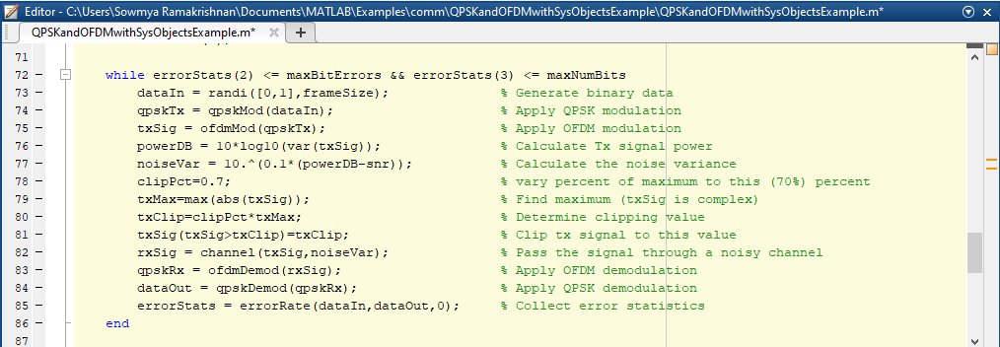 Editor - C:\Users\Sowmya Ramakrishnan\Documents\MATLAB\Examples\comm\QPSKandOFDMwithSysObjectsExample\QPSKandOFDMwithSysObjectsExample.m*
QPSKandOFDMwithSysObjectsExample.m* × +
71
72 - while errorStats(2) <= maxBitErrors && errorStats(3) <= maxNumBits
73 - dataIn = randi([0,1],frameSize); % Generate binary data
74 - qpskTx = qpskMod(dataIn); % Apply QPSK modulation
75 - txSig = ofdmMod(qpskTx); % Apply OFDM modulation
76 - powerDB = 10*log10(var(txSig)); % Calculate Tx signal power
77 - noiseVar = 10.^(0.1*(powerDB-snr)); % Calculate the noise variance
78 - clipPct=0.7; % vary percent of maximum to this (70%) percent
79 - txMax=max(abs(txSig)); % Find maximum (txSig is complex)
80 - txClip=clipPct*txMax; % Determine clipping value
81 - txSig(txSig>txClip)=txClip; % Clip tx signal to this value
82 - rxSig = channel(txSig,noiseVar); % Pass the signal through a noisy channel
83 - qpskRx = ofdmDemod(rxSig); % Apply OFDM demodulation
84 - dataOut = qpskDemod(qpskRx); % Apply QPSK demodulation
85 - errorStats = errorRate(dataIn,dataOut,0); % Collect error statistics
86 - end
87